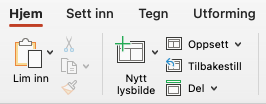 Hjem Sett inn Tegn Utforming
Lim inn
Nytt
lysbilde
Oppsett
Tilbakestill
Del